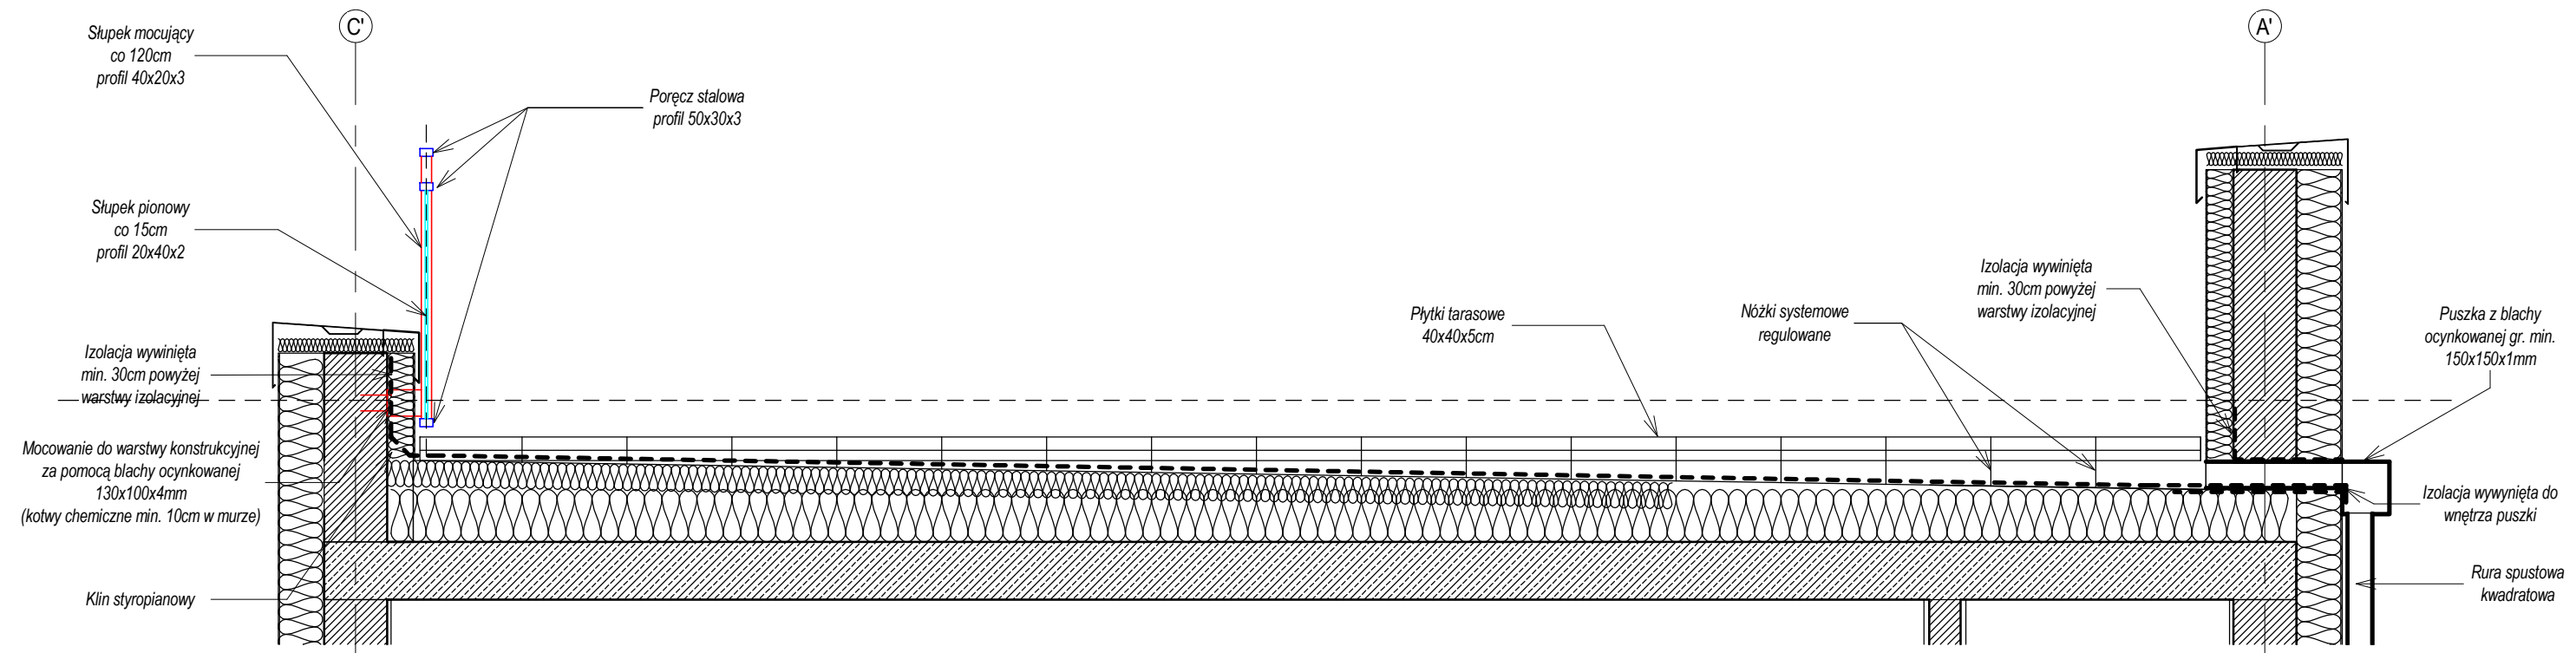 C'
A'
Słupek mocujący
co 120cm
profil 40x20x3
Poręcz stalowa
profil 50x30x3
Słupek pionowy
co 15cm
profil 20x40x2
Izolacja wywinięta
min. 30cm powyżej
warstwy izolacyjnej
Mocowanie do warstwy konstrukcyjnej
za pomocą blachy ocynkowanej
130x100x4mm
(kotwy chemiczne min. 10cm w murze)
Klin styropianowy
Płytki tarasowe
40x40x5cm
Nóżki systemowe
regulowane
Izolacja wywinięta
min. 30cm powyżej
warstwy izolacyjnej
Puszka z blachy
ocynkowanej gr. min.
150x150x1mm
Izolacja wywynięta do
wnętrza puszki
Rura spustowa
kwadratowa